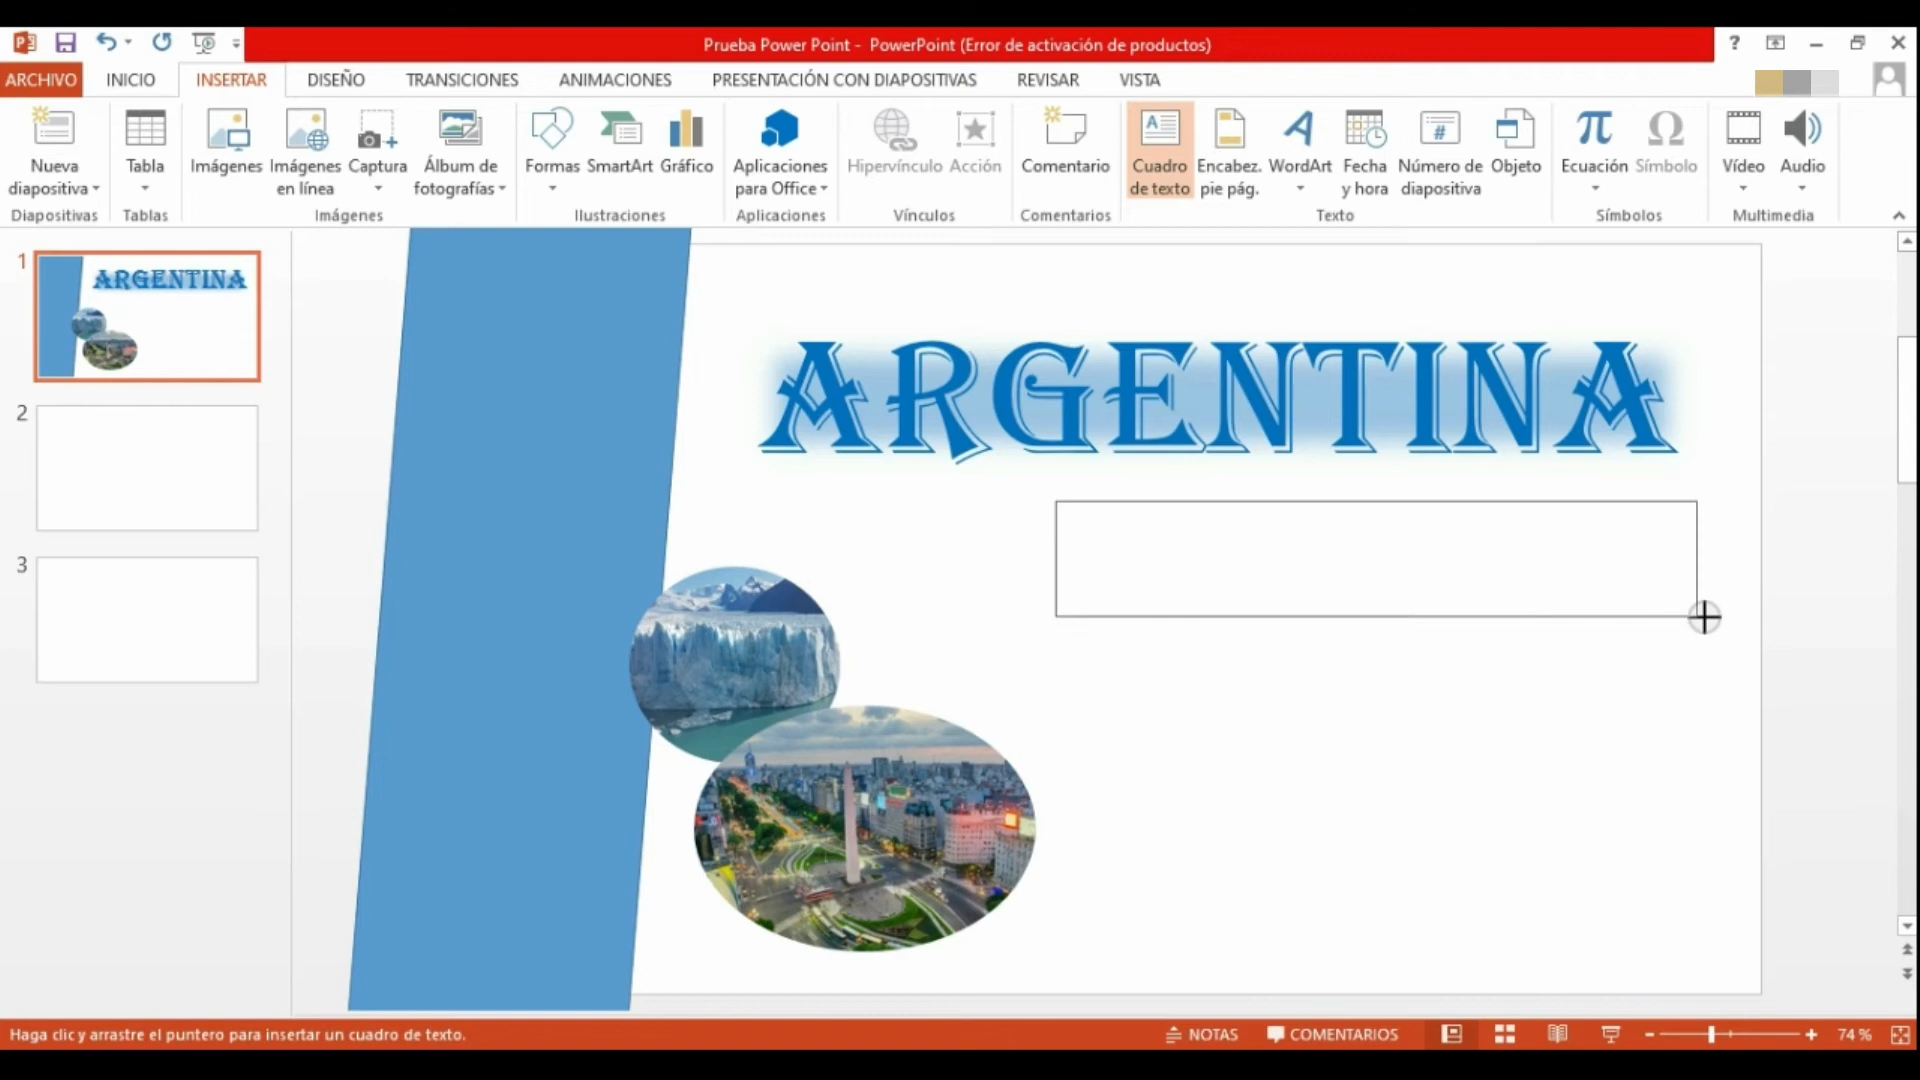 Prueba Power Point - PowerPoint (Error de activación de productos)
ARCHIVO INICIO INSERTAR DISEÑO TRANSICIONES ANIMACIONES PRESENTACIÓN CON DIAPOSITIVAS REVISAR VISTA
Nueva diapositiva
Tabla
Imágenes
Imágenes en línea
Captura
Álbum de fotografías
Formas
SmartArt
Gráfico
Aplicaciones para Office
Hipervínculo
Acción
Comentario
Cuadro de texto
Encabez. pie pág.
WordArt
Fecha y hora
Número de diapositiva
Objeto
Ecuación
Símbolo
Vídeo
Audio
Diapositivas Tablas Imágenes Ilustraciones Aplicaciones Vínculos Comentarios Texto Símbolos Multimedia
1
ARGENTINA
2
3
ARGENTINA
Haga clic y arrastre el puntero para insertar un cuadro de texto.
NOTAS COMENTARIOS 74 %